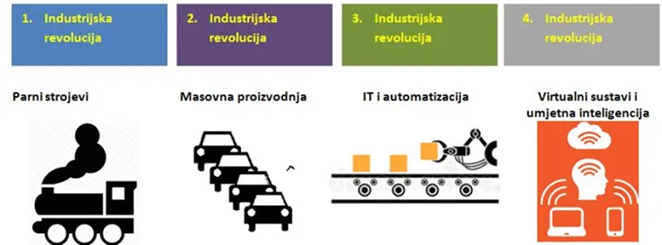 1. Industrijska
revolucija
2. Industrijska
revolucija
3. Industrijska
revolucija
4. Industrijska
revolucija
Parni strojevi
Masovna proizvodnja
IT i automatizacija
Virtualni sustavi i
umjetna inteligencija